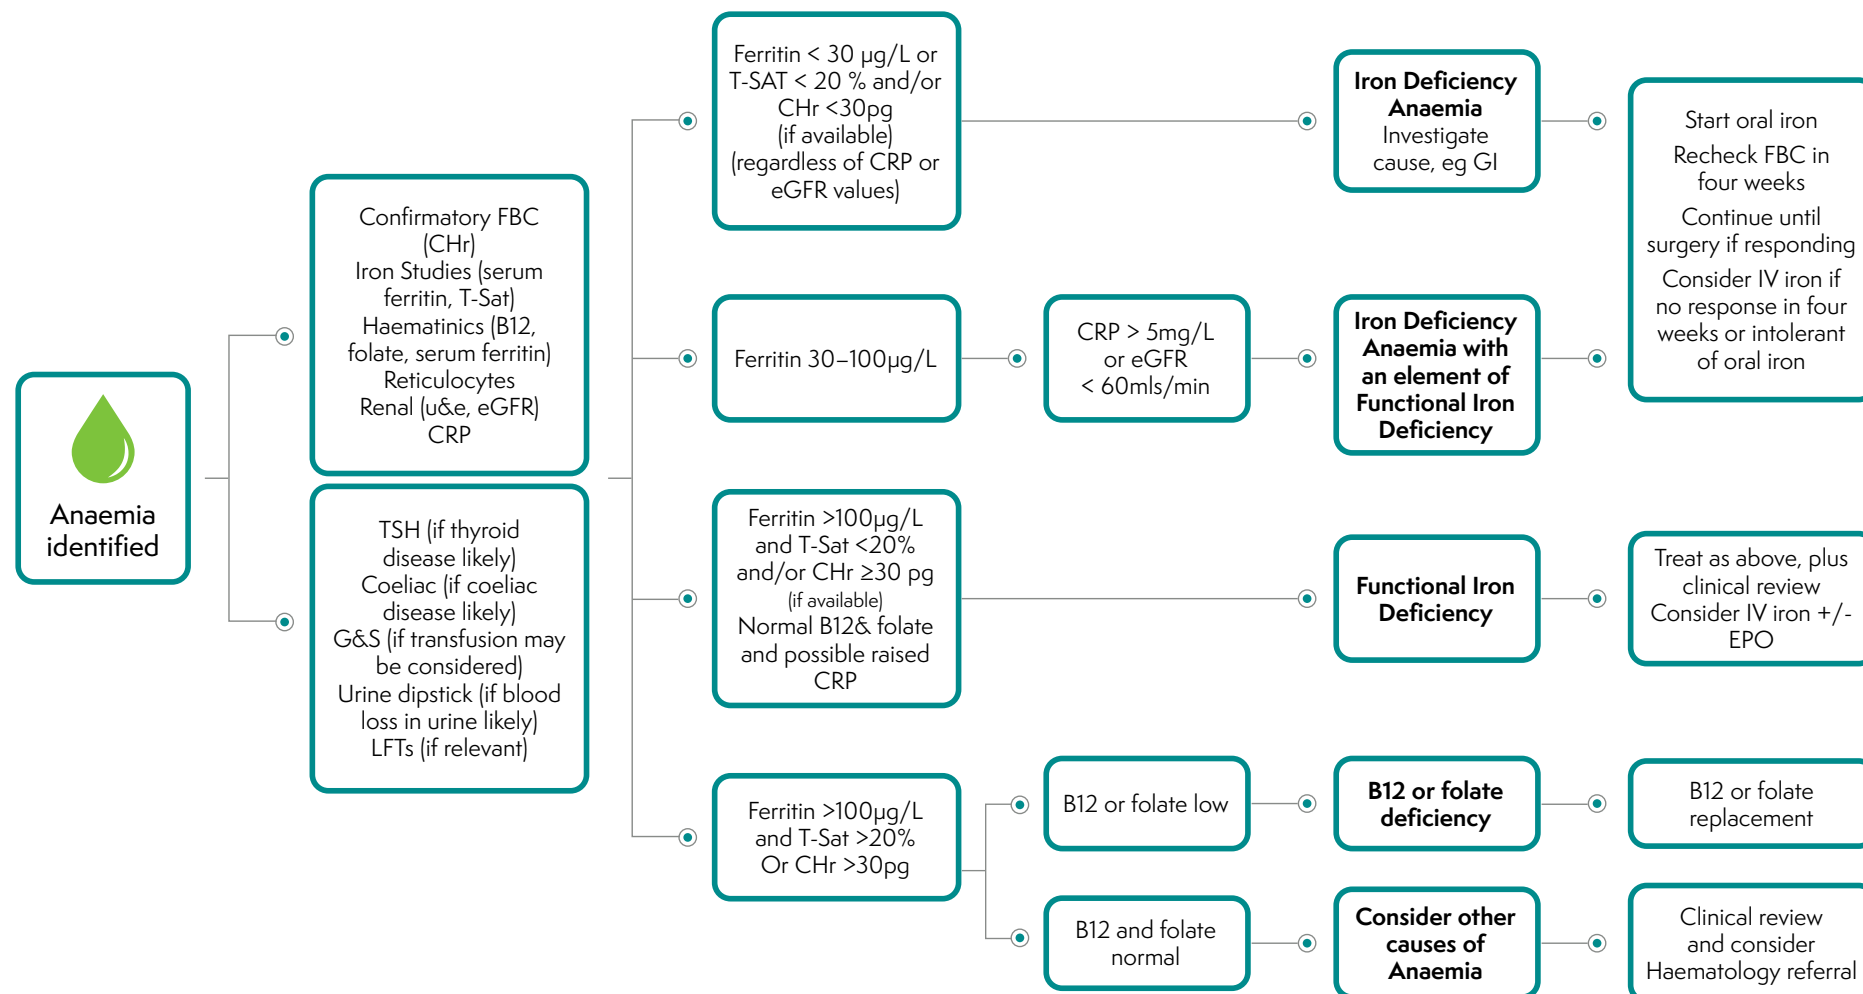 Anaemia
identified
Confirmatory FBC
(CHr)
Iron Studies (serum
ferritin, T-Sat)
Haematinics (B12,
folate, serum ferritin)
Reticulocytes
Renal (u&e, eGFR)
CRP
TSH (if thyroid
disease likely)
Coeliac (if coeliac
disease likely)
G&S (if transfusion may
be considered)
Urine dipstick (if blood
loss in urine likely)
LFTs (if relevant)
Ferritin < 30 µg/L or
T-SAT < 20 % and/or
CHr <30pg
(if available)
(regardless of CRP or
eGFR values)
Iron Deficiency
Anaemia
Investigate
cause, eg GI
Start oral iron
Recheck FBC in
four weeks
Continue until
surgery if responding
Consider IV iron if
no response in four
weeks or intolerant
of oral iron
Ferritin 30–100µg/L
CRP > 5mg/L
or eGFR
< 60mls/min
Iron Deficiency
Anaemia with
an element of
Functional Iron
Deficiency
Ferritin >100µg/L
and T-Sat <20%
and/or CHr ≥30 pg
(if available)
Normal B12& folate
and possible raised
CRP
Functional Iron
Deficiency
Treat as above, plus
clinical review
Consider IV iron +/-
EPO
Ferritin >100µg/L
and T-Sat >20%
Or CHr >30pg
B12 or folate low
B12 or folate
deficiency
B12 or folate
replacement
B12 and folate
normal
Consider other
causes of
Anaemia
Clinical review
and consider
Haematology referral